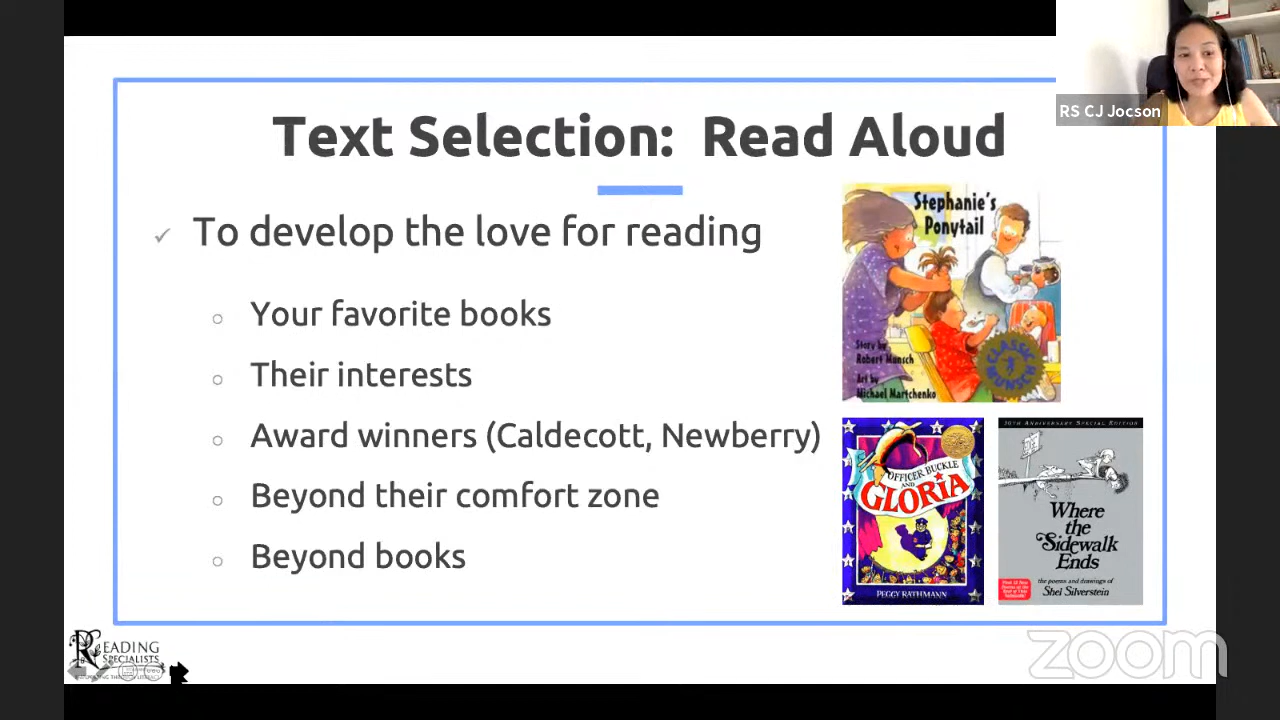 RS CJ Jocson
Text Selection: Read Aloud
✓ To develop the love for reading
○ Your favorite books
○ Their interests
○ Award winners (Caldecott, Newberry)
○ Beyond their comfort zone
○ Beyond books
Stephanie's
Ponytail
Story by
Robert Munsch
Art by
Michael Martchenko
CLASSIC
MUNSCH
OFFICER BUCKLE
AND
GLORIA
PEGGY RATHMANN
30TH ANNIVERSARY SPECIAL EDITION
Where
the
Sidewalk
Ends
the poems and drawings of
Shel Silverstein
READING
SPECIALISTS
zoom